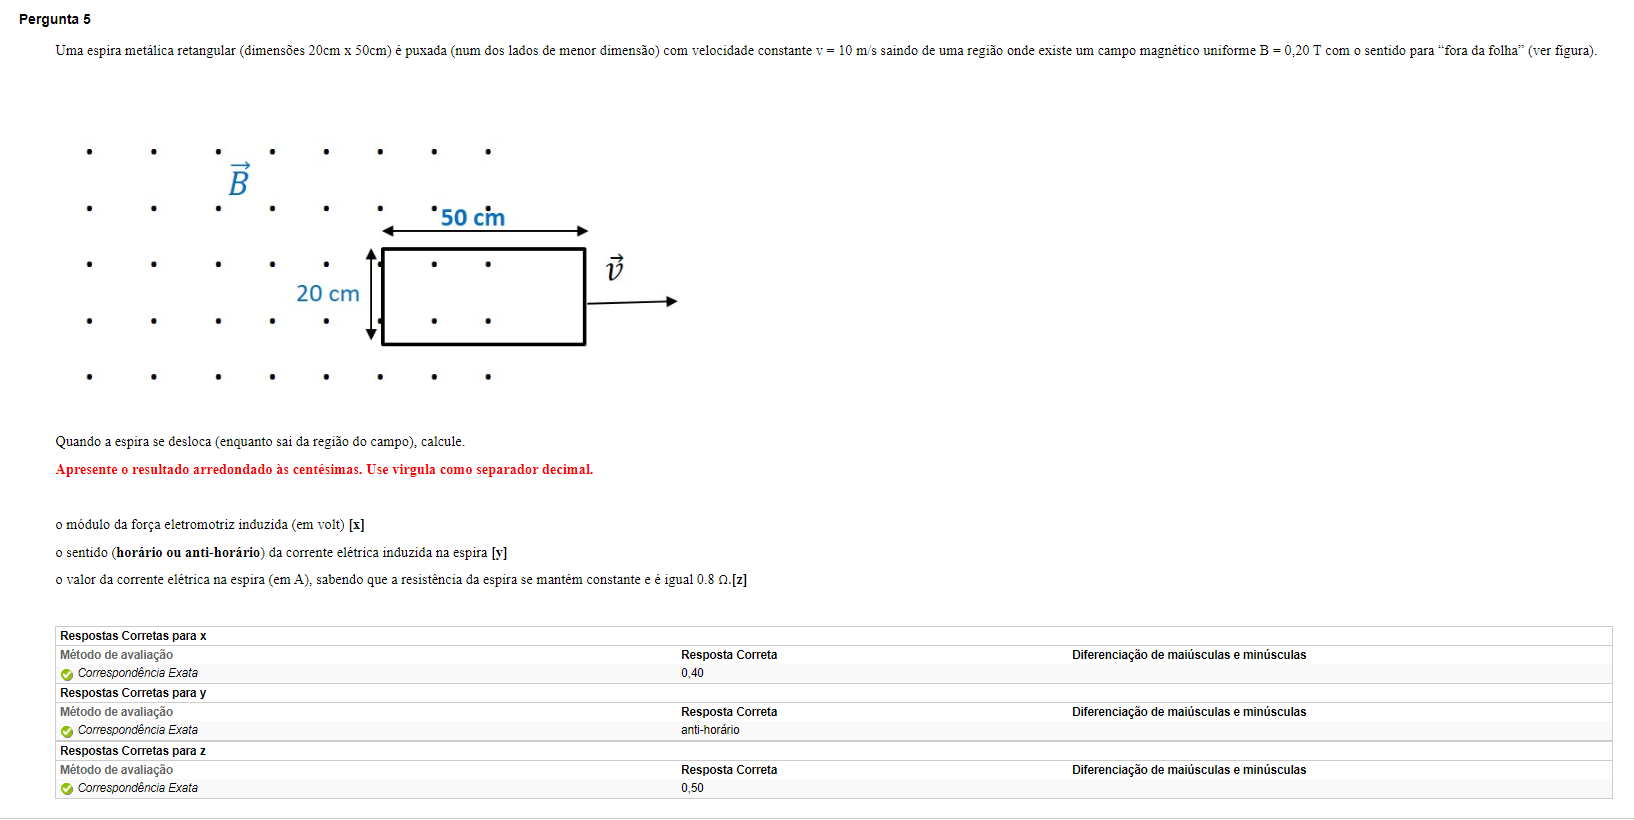 Pergunta 5
Uma espira metálica retangular (dimensões 20cm x 50cm) é puxada (num dos lados de menor dimensão) com velocidade constante v = 10 m/s saindo de uma região onde existe um campo magnético uniforme B = 0,20 T com o sentido para “fora da folha” (ver figura).
B
50 cm
v
20 cm
Quando a espira se desloca (enquanto sai da região do campo), calcule.
Apresente o resultado arredondado às centésimas. Use virgula como separador decimal.
o módulo da força eletromotriz induzida (em volt) [x]
o sentido (horário ou anti-horário) da corrente elétrica induzida na espira [y]
o valor da corrente elétrica na espira (em A), sabendo que a resistência da espira se mantém constante e é igual 0.8 Ω.[z]
Respostas Corretas para x
Método de avaliação Resposta Correta Diferenciação de maiúsculas e minúsculas
Correspondência Exata 0,40
Respostas Corretas para y
Método de avaliação Resposta Correta Diferenciação de maiúsculas e minúsculas
Correspondência Exata anti-horário
Respostas Corretas para z
Método de avaliação Resposta Correta Diferenciação de maiúsculas e minúsculas
Correspondência Exata 0,50